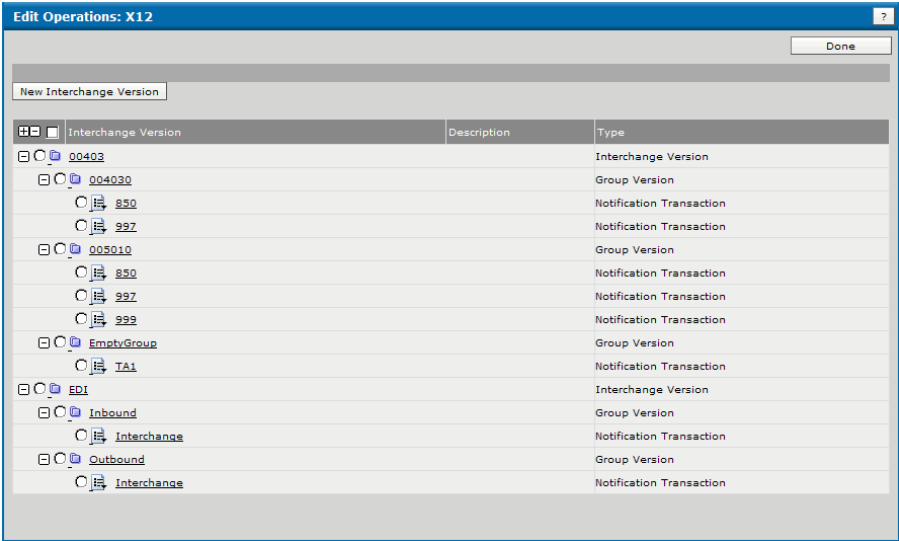 Edit Operations: X12 ?
Done
New Interchange Version
Interchange Version Description Type
00403 Interchange Version
004030 Group Version
850 Notification Transaction
997 Notification Transaction
005010 Group Version
850 Notification Transaction
997 Notification Transaction
999 Notification Transaction
EmptyGroup Group Version
TA1 Notification Transaction
EDI Interchange Version
Inbound Group Version
Interchange Notification Transaction
Outbound Group Version
Interchange Notification Transaction